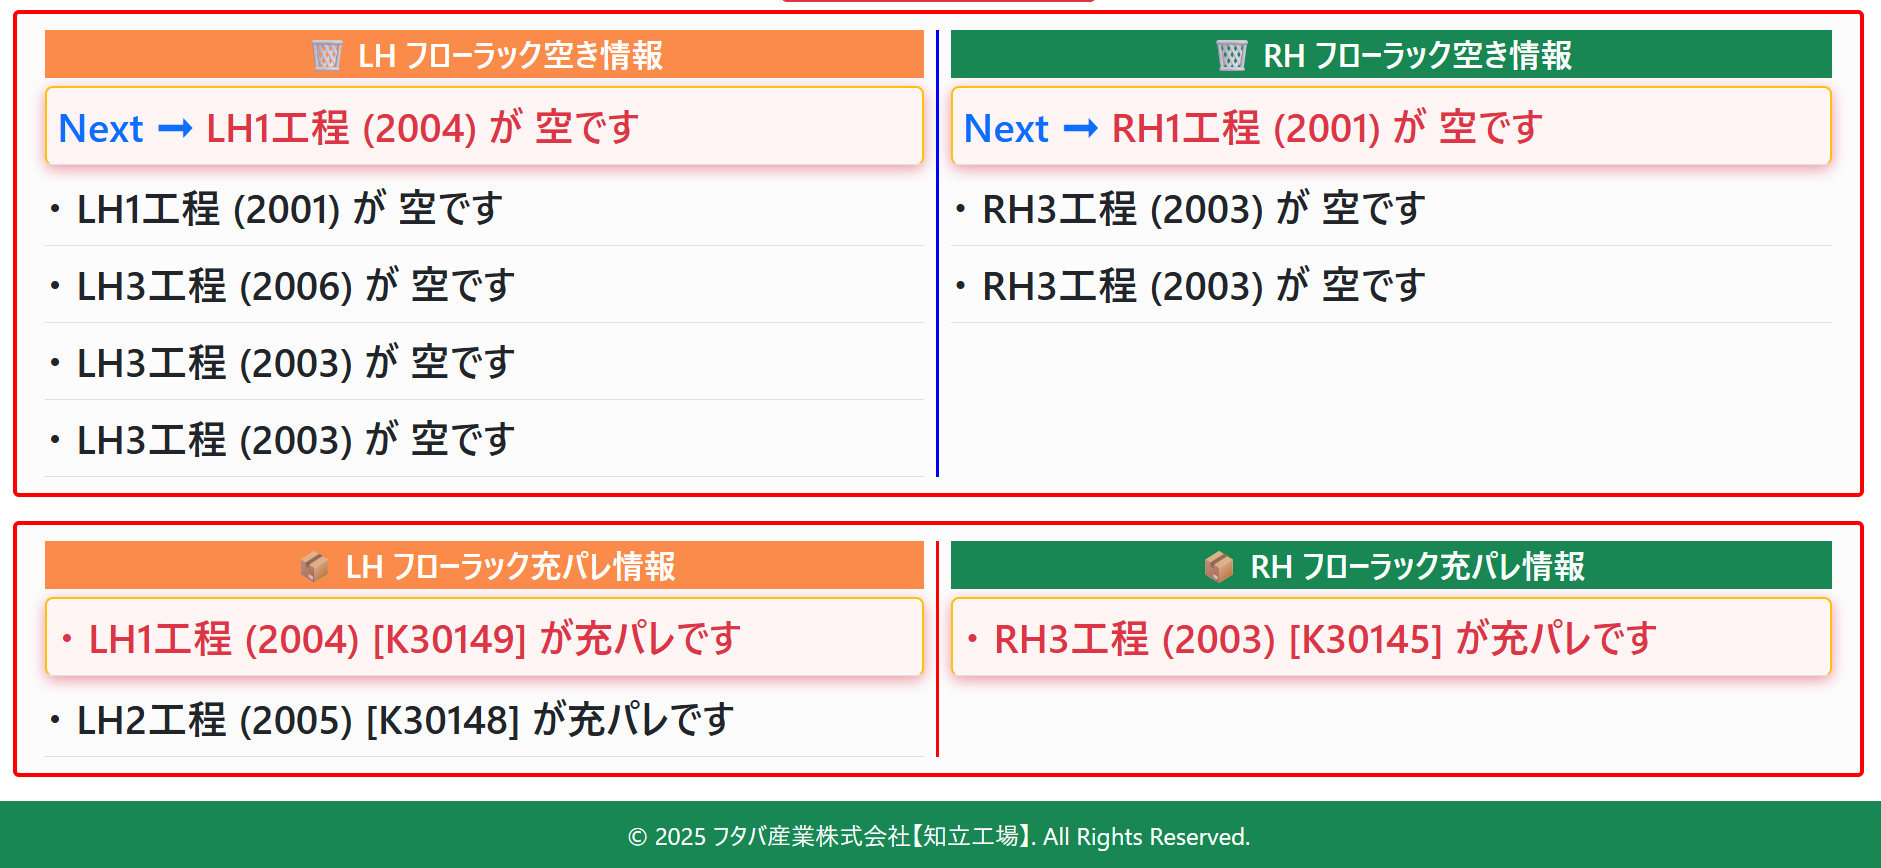 LH フローラック空き情報
Next ➞ LH1工程 (2004) が 空です
・ LH1工程 (2001) が 空です
・ LH3工程 (2006) が 空です
・ LH3工程 (2003) が 空です
・ LH3工程 (2003) が 空です
RH フローラック空き情報
Next ➞ RH1工程 (2001) が 空です
・ RH3工程 (2003) が 空です
・ RH3工程 (2003) が 空です
LH フローラック充パレ情報
・ LH1工程 (2004) [K30149] が充パレです
・ LH2工程 (2005) [K30148] が充パレです
RH フローラック充パレ情報
・ RH3工程 (2003) [K30145] が充パレです
© 2025 フタバ産業株式会社【知立工場】. All Rights Reserved.